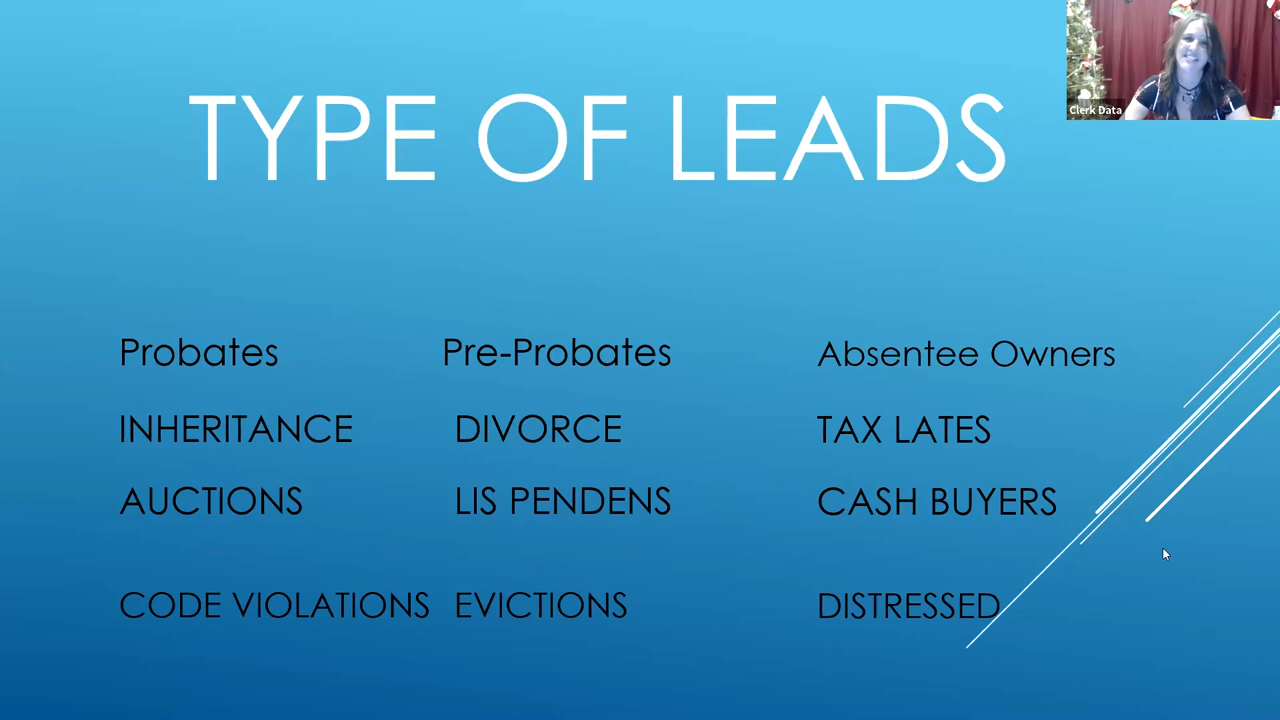 TYPE OF LEADS
Clerk Data
Probates Pre-Probates Absentee Owners
INHERITANCE DIVORCE TAX LATES
AUCTIONS LIS PENDENS CASH BUYERS
CODE VIOLATIONS EVICTIONS DISTRESSED